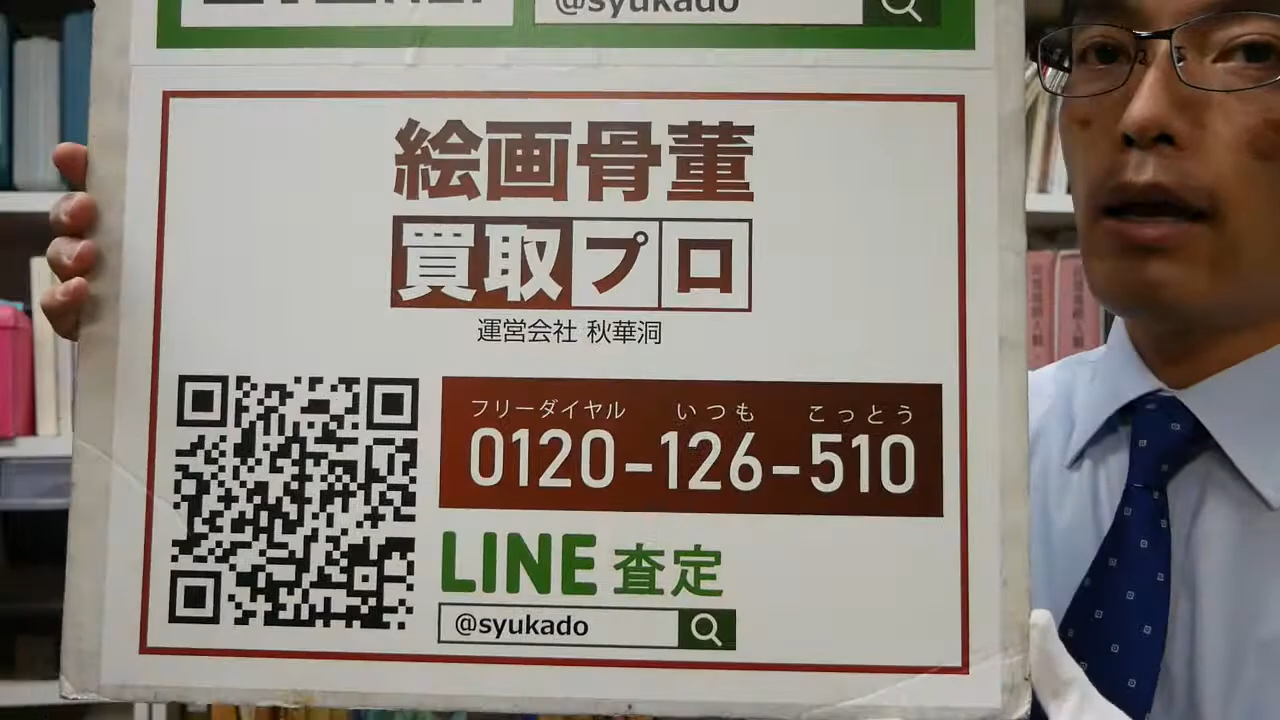 @syukado
絵画骨董
買取プロ
運営会社 秋華洞
フリーダイヤル いつも こっとう
0120-126-510
LINE 査定
@syukado